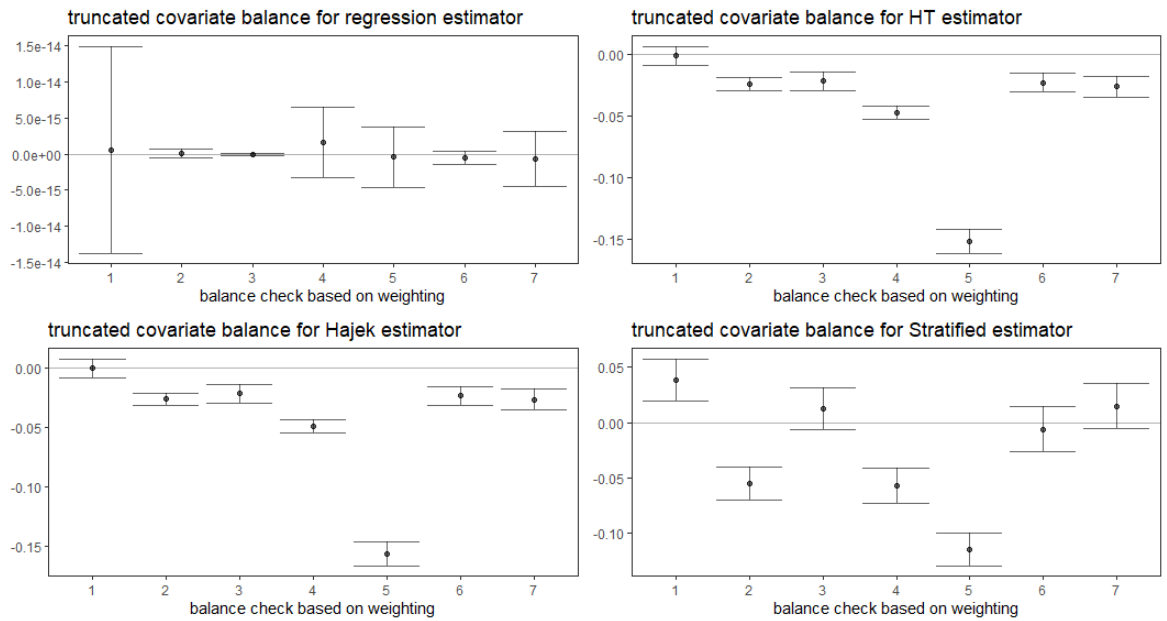 truncated covariate balance for regression estimator
1.5e-14
1.0e-14
5.0e-15
0.0e+00
-5.0e-15
-1.0e-14
-1.5e-14
1 2 3 4 5 6 7
balance check based on weighting
truncated covariate balance for HT estimator
0.00
-0.05
-0.10
-0.15
1 2 3 4 5 6 7
balance check based on weighting
truncated covariate balance for Hajek estimator
0.00
-0.05
-0.10
-0.15
1 2 3 4 5 6 7
balance check based on weighting
truncated covariate balance for Stratified estimator
0.05
0.00
-0.05
-0.10
1 2 3 4 5 6 7
balance check based on weighting